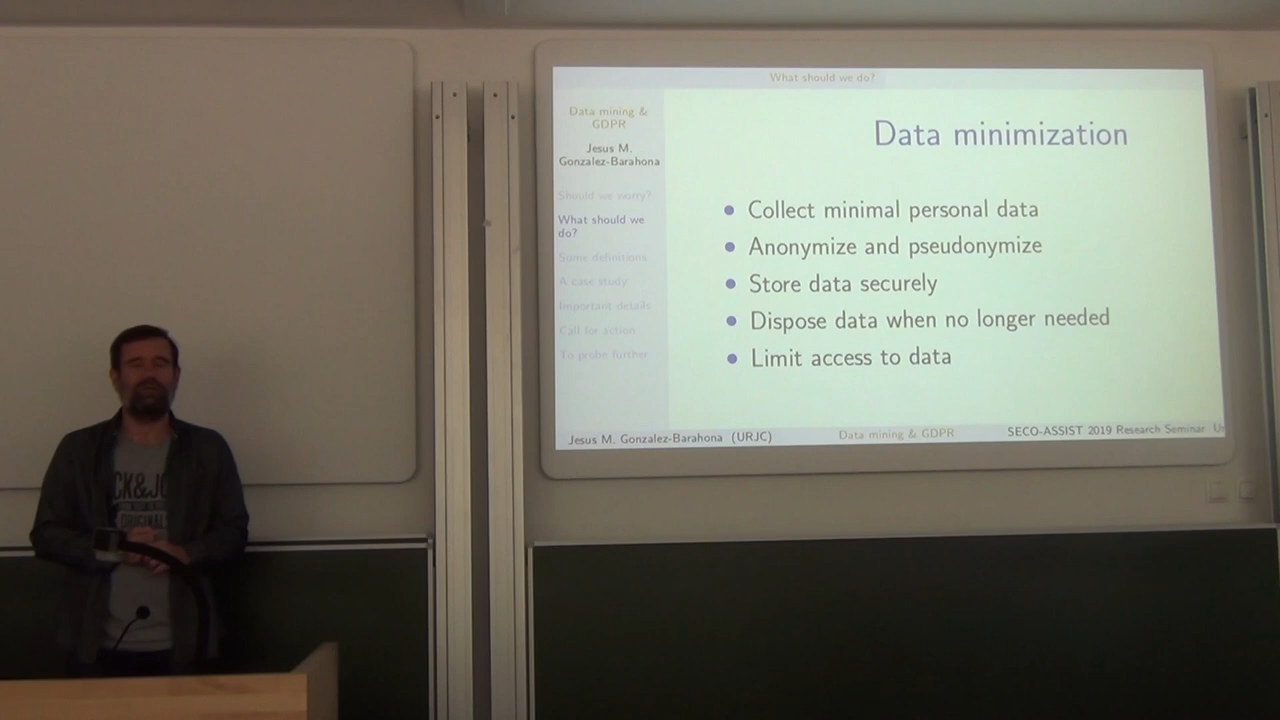 What should we do?
Data mining &
GDPR
Jesus M.
Gonzalez-Barahona
Should we worry?
What should we
do?
Some definitions
A case study
Important details
Call for action
To probe further
Data minimization
Collect minimal personal data
Anonymize and pseudonymize
Store data securely
Dispose data when no longer needed
Limit access to data
Jesus M. Gonzalez-Barahona (URJC)
Data mining & GDPR
SECO-ASSIST 2019 Research Seminar
CK&JO
ORIGINALS